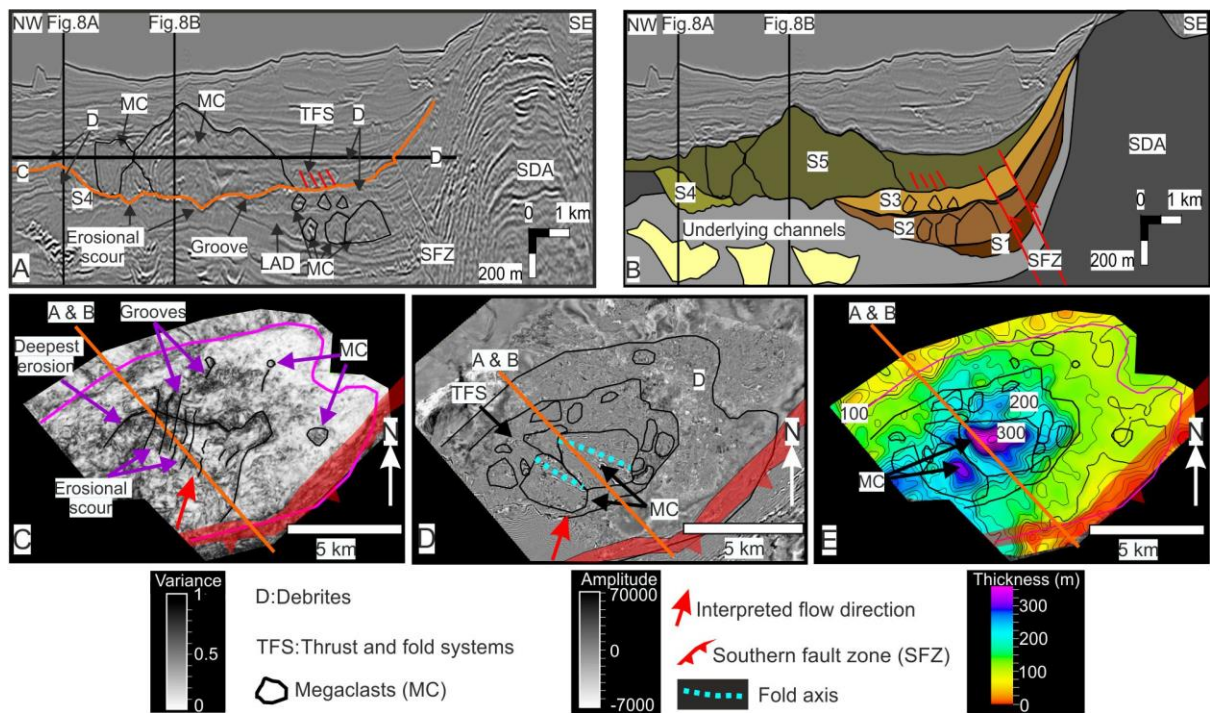 NW Fig.8A Fig.8B SE
MC MC TFS D
D
C D
S4
SDA
Erosional
scour
Groove
LAD
MC
SFZ
0 1 km
200 m
A
NW Fig.8A Fig.8B SE
SDA
S5
S4
S3
S2
S1
Underlying channels
SFZ
0 1 km
200 m
B
A & B
Grooves
Deepest
erosion
MC
N
Erosional
scour
C
5 km
A & B
D
TFS
N
MC
D
5 km
A & B
100
200
300
N
MC
E
5 km
Variance
1
0.5
0
D:Debrites
TFS:Thrust and fold systems
Megaclasts (MC)
Amplitude
70000
0
-7000
Interpreted flow direction
Southern fault zone (SFZ)
Fold axis
Thickness (m)
300
200
100
0